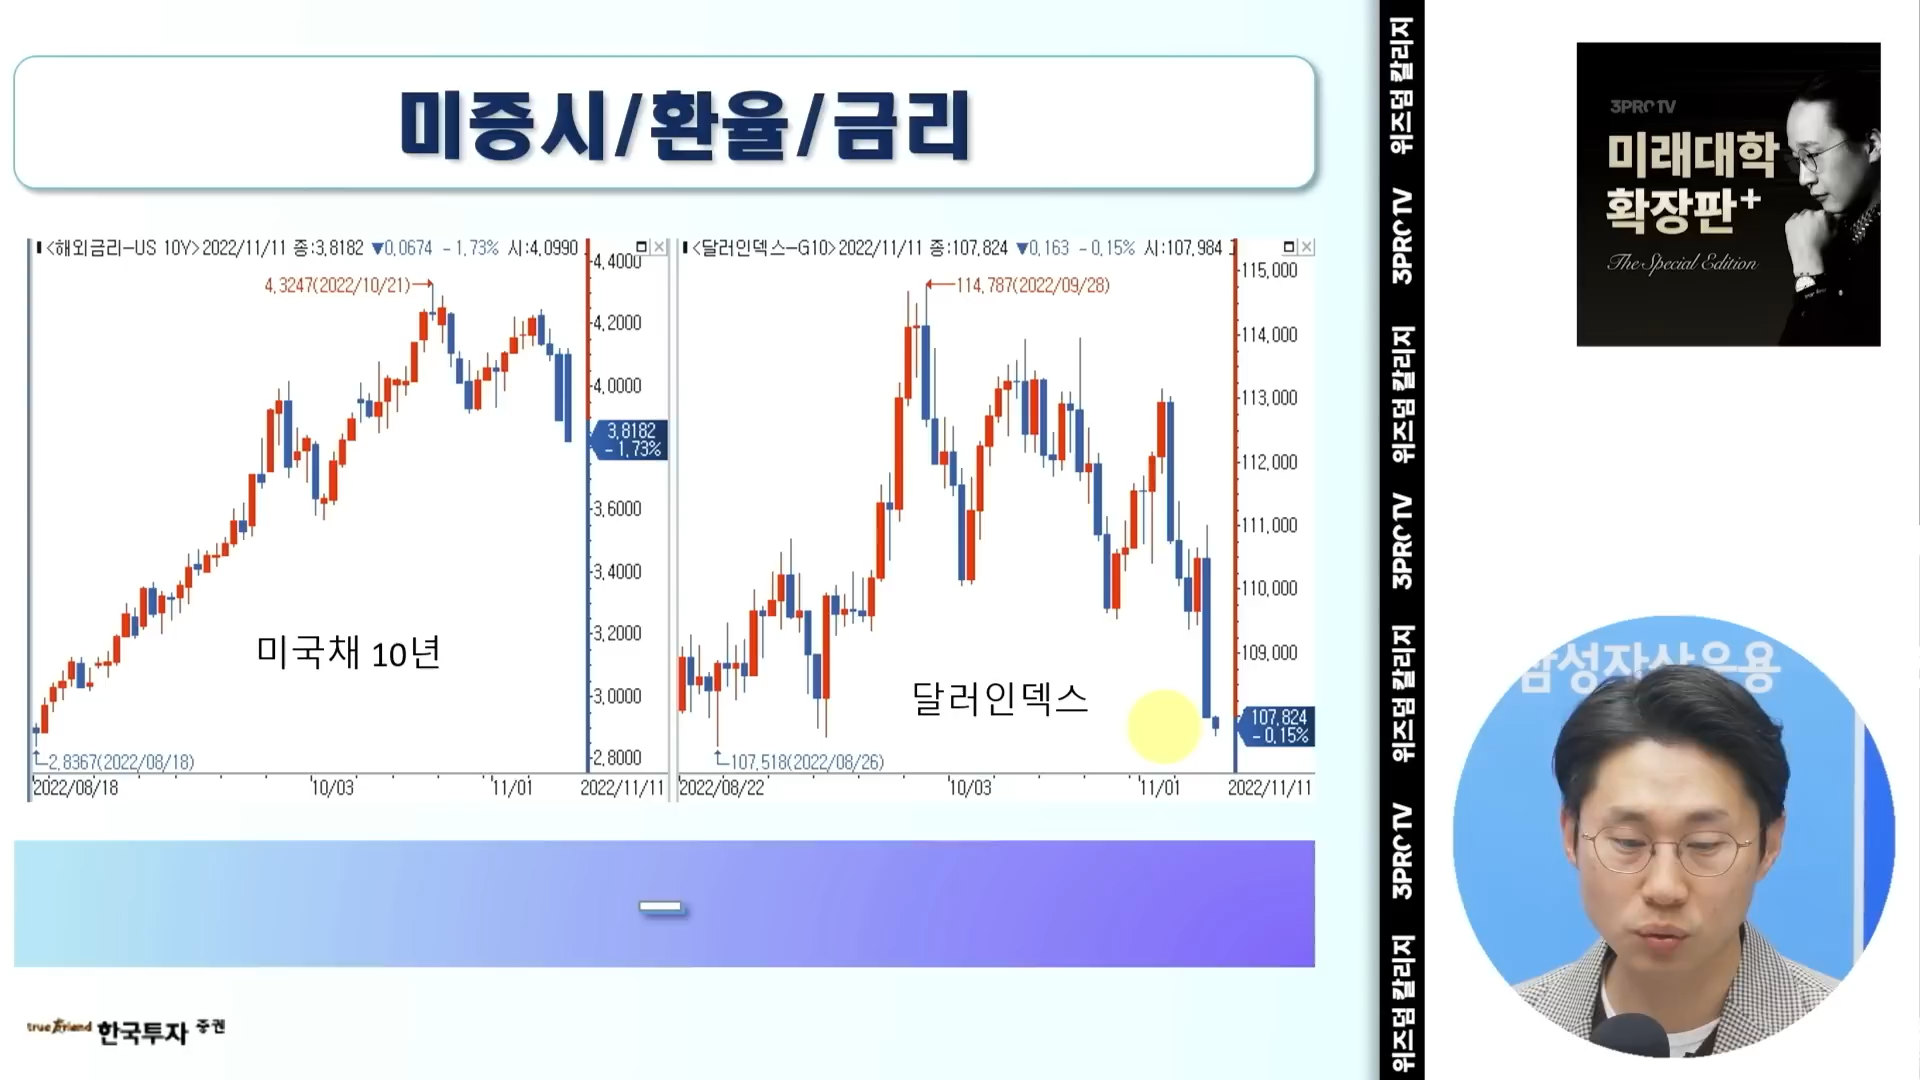 미증시/환율/금리
<해외금리-US 10Y>2022/11/11 종:3,8182 ▼0,0674 - 1,73% 시:4,0990
4,3247(2022/10/21)
4,4000
4,2000
4,0000
3,8182
- 1,73%
3,6000
3,4000
3,2000
3,0000
2,8000
미국채 10년
2,8367(2022/08/18)
2022/08/18
10/03
11/01
2022/11/11
<달러인덱스-G10>2022/11/11 종:107,824 ▼0,163 - 0,15% 시:107,984
114,787(2022/09/28)
115,000
114,000
113,000
112,000
111,000
110,000
109,000
107,824
- 0,15%
달러인덱스
107,518(2022/08/26)
2022/08/22
10/03
11/01
2022/11/11
true friend 한국투자 증권
위즈덤 칼리지
3PROTV
위즈덤 칼리지
3PROTV
위즈덤 칼리지
3PROTV
위즈덤 칼리지
3PROTV
미래대학
확장판+
The Special Edition
삼성자산운용